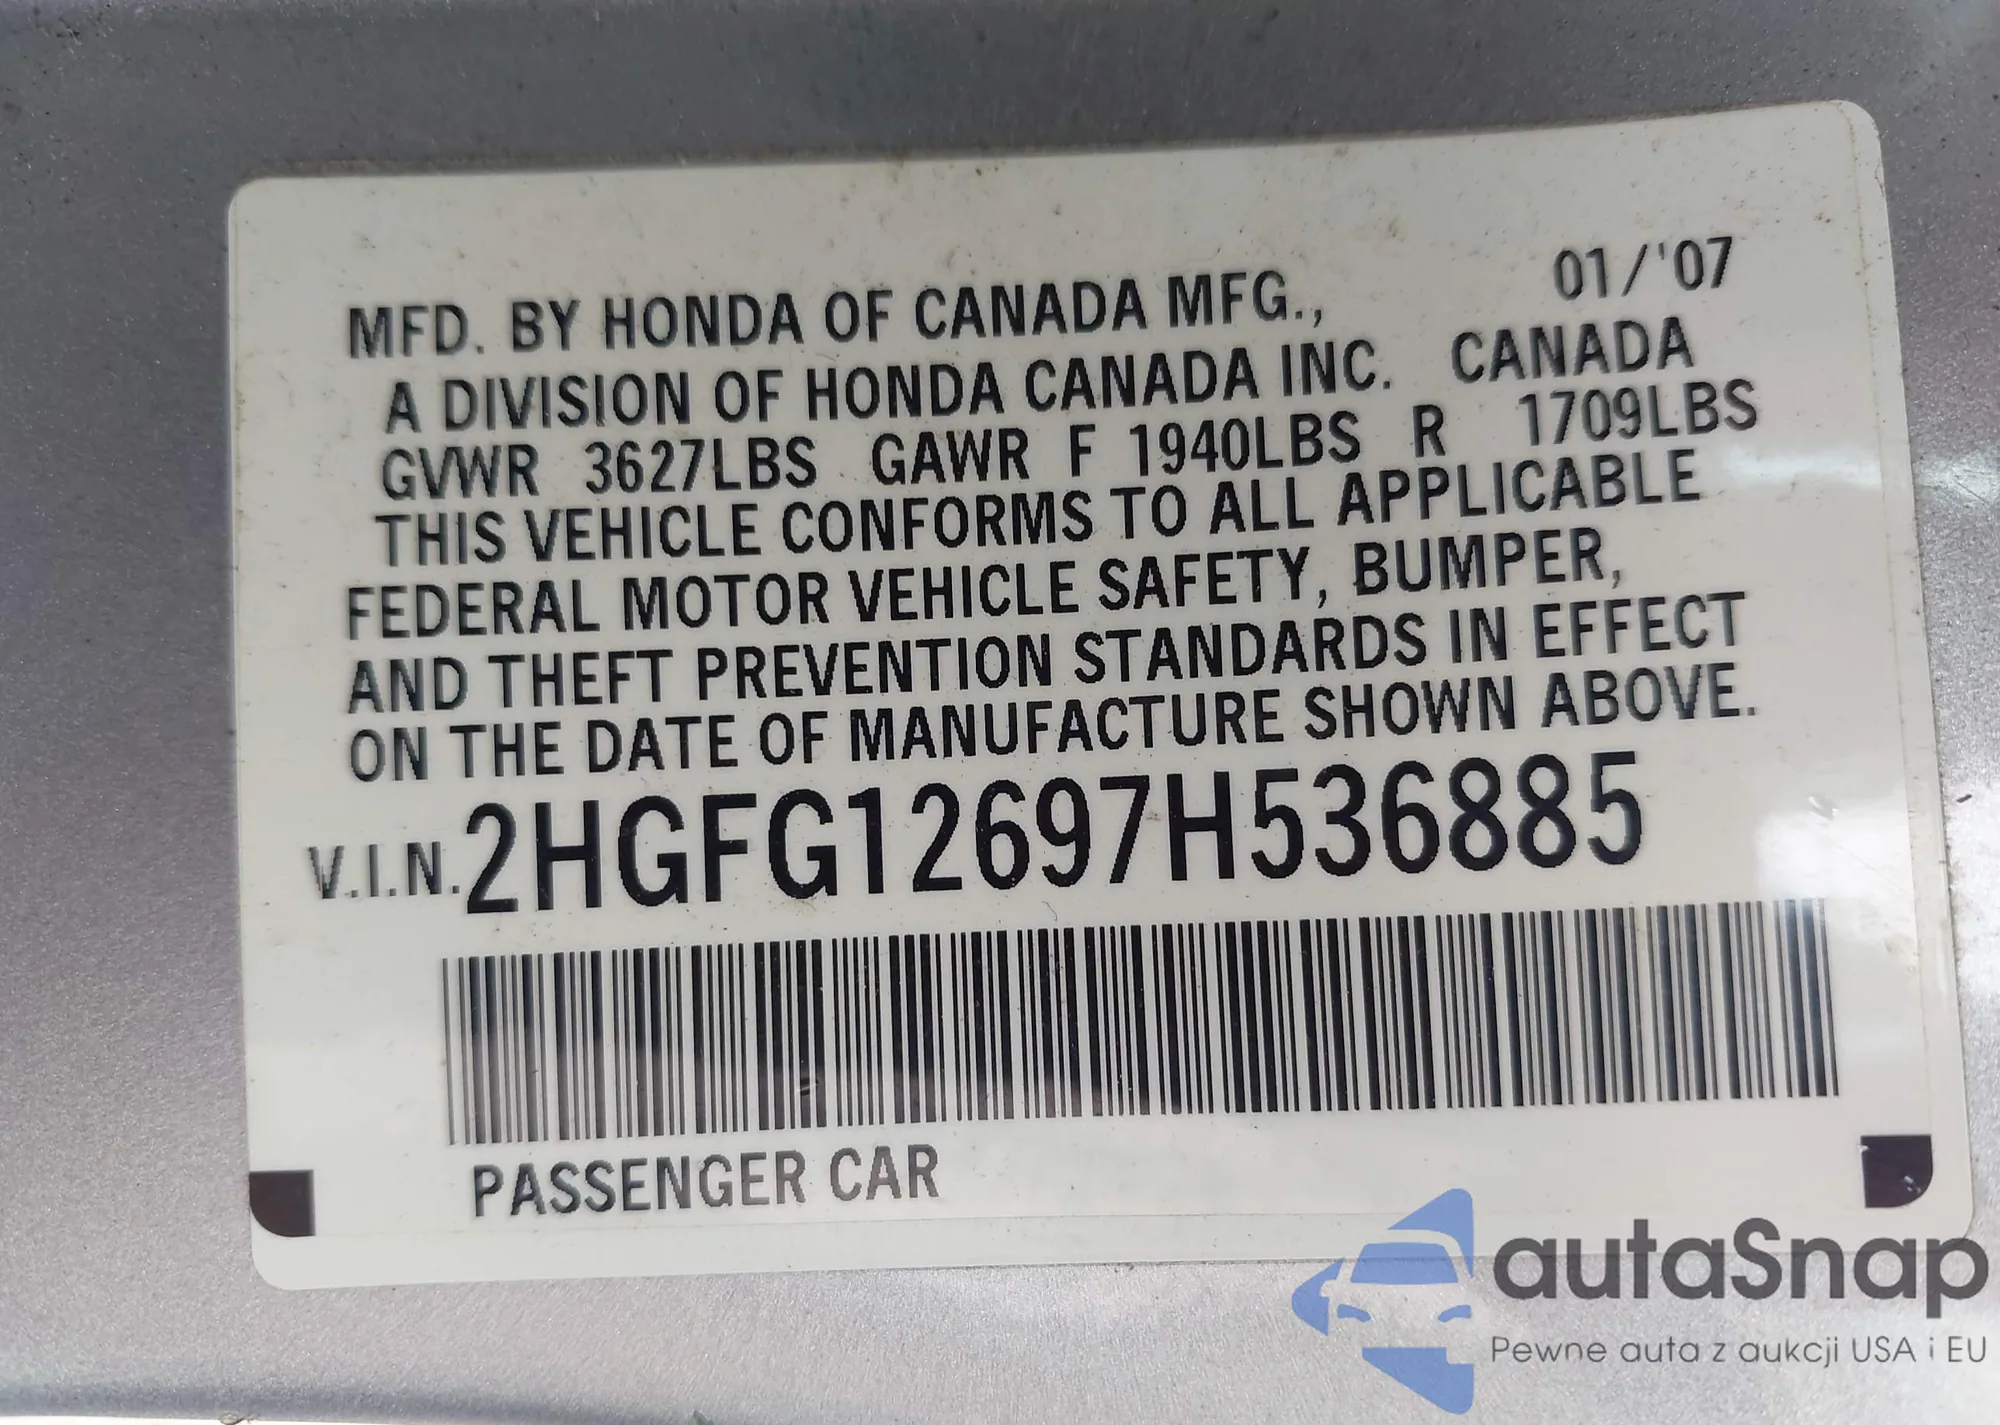 01/'07
MFD. BY HONDA OF CANADA MFG.,
A DIVISION OF HONDA CANADA INC. CANADA
GVWR 3627LBS GAWR F 1940LBS R 1709LBS
THIS VEHICLE CONFORMS TO ALL APPLICABLE
FEDERAL MOTOR VEHICLE SAFETY, BUMPER,
AND THEFT PREVENTION STANDARDS IN EFFECT
ON THE DATE OF MANUFACTURE SHOWN ABOVE.
V.I.N. 2HGFG12697H536885
PASSENGER CAR
autaSnap
Pewne auta z aukcji USA i EU